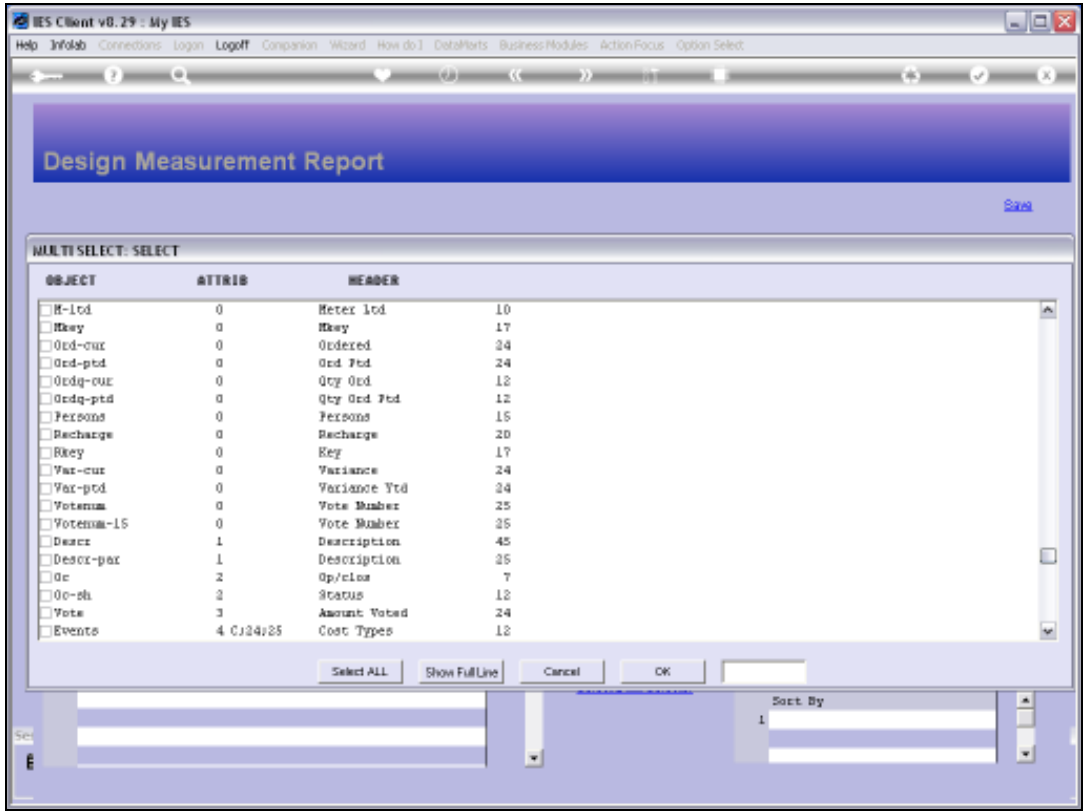 IES Client v8.29 : My IES
Help Infolab Connections Logon Logoff Companion Wizard How do I DataMarts Business Modules Action Focus Option Select
Design Measurement Report
Save
MULTI SELECT: SELECT
OBJECT ATTRIB HEADER
M-ltd 0 Meter ltd 10
Mkey 0 Mkey 17
Ord-cur 0 Ordered 24
Ord-ptd 0 Ord Ptd 24
Ordq-cur 0 Qty Ord 12
Ordq-ptd 0 Qty Ord Ptd 12
Persons 0 Persons 15
Recharge 0 Recharge 20
Rkey 0 Key 17
Var-cur 0 Variance 24
Var-ptd 0 Variance Ytd 24
Votenum 0 Vote Number 25
Votenum-15 0 Vote Number 25
Descr 1 Description 45
Descr-par 1 Description 25
Oc 2 Op/clos 7
Oc-sh 2 Status 12
Vote 3 Amount Voted 24
Events 4 C;24;25 Cost Types 12
Select ALL Show Full Line Cancel OK
Sort By
1